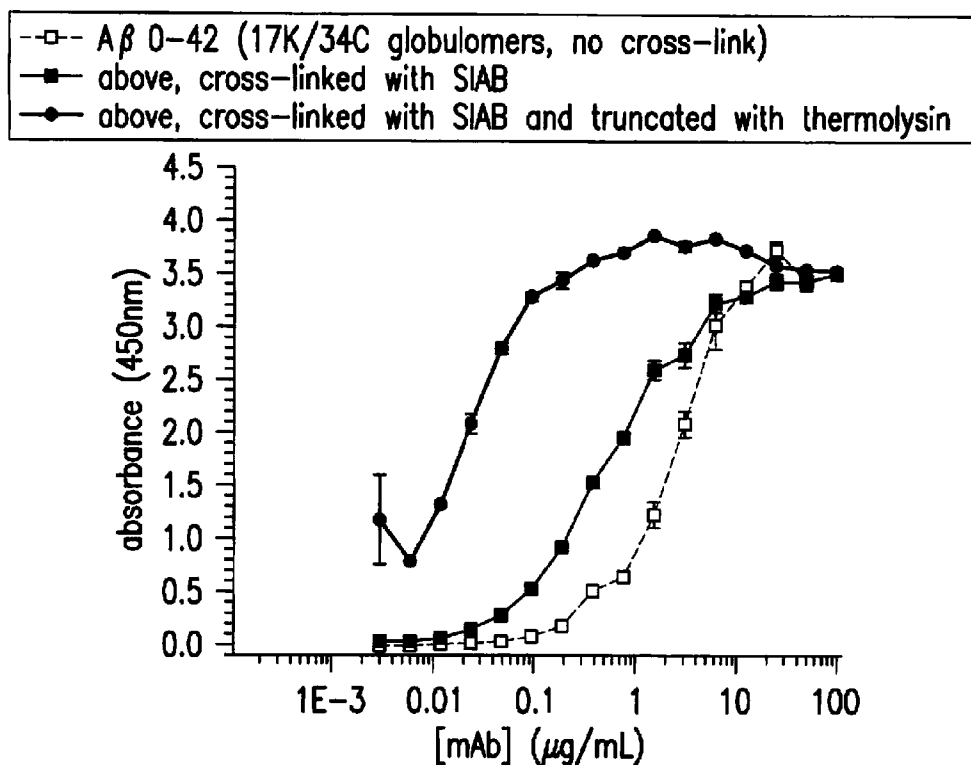 Aβ 0-42 (17K/34C globulomers, no cross-link)
above, cross-linked with SIAB
above, cross-linked with SIAB and truncated with thermolysin
4.5
4.0
3.5
3.0
2.5
2.0
1.5
1.0
0.5
0.0
absorbance (450nm)
1E-3 0.01 0.1 1 10 100
[mAb] (μg/mL)